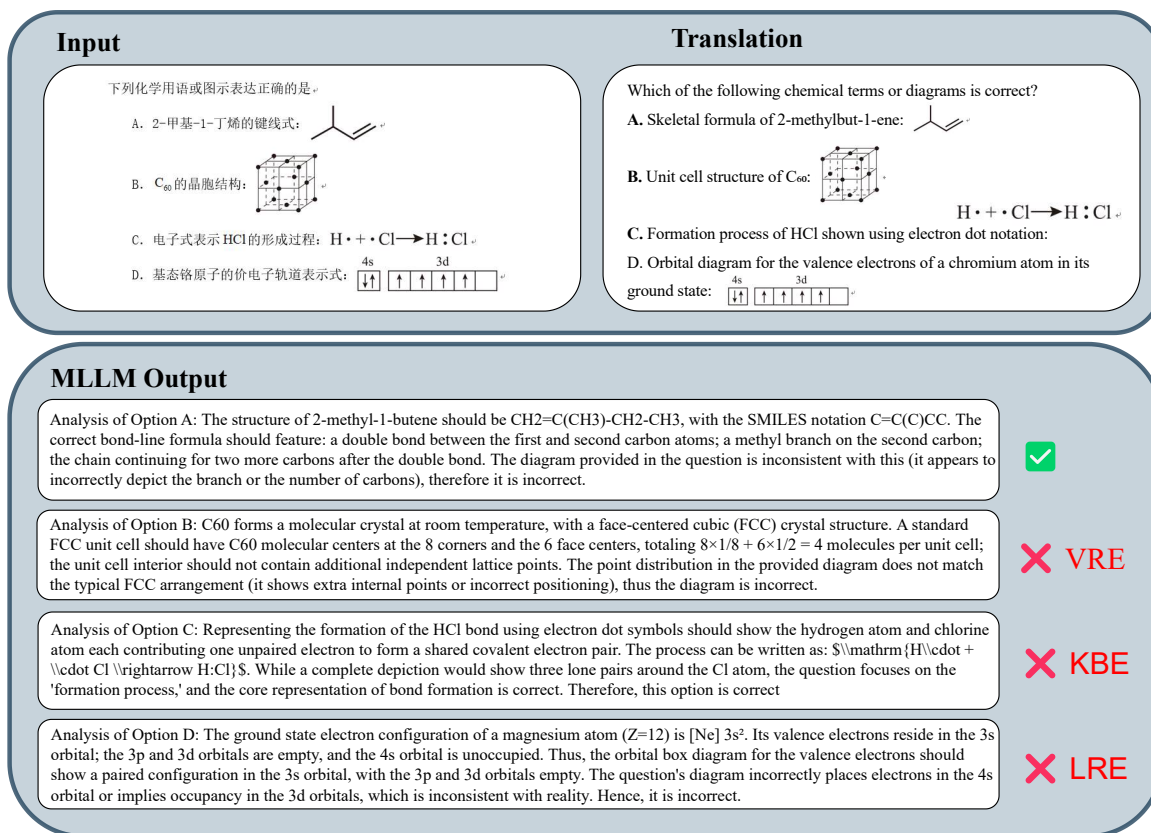 Input
下列化学用语或图示表达正确的是
A. 2-甲基-1-丁烯的键线式:
B. C60的晶胞结构:
C. 电子式表示HCl的形成过程: H· + ·Cl→H:Cl
D. 基态铬原子的价电子轨道表示式:
4s 3d
Translation
Which of the following chemical terms or diagrams is correct?
A. Skeletal formula of 2-methylbut-1-ene:
B. Unit cell structure of C60:
H· + ·Cl→H:Cl
C. Formation process of HCl shown using electron dot notation:
D. Orbital diagram for the valence electrons of a chromium atom in its
ground state:
4s 3d
MLLM Output
Analysis of Option A: The structure of 2-methyl-1-butene should be CH2=C(CH3)-CH2-CH3, with the SMILES notation C=C(C)CC. The
correct bond-line formula should feature: a double bond between the first and second carbon atoms; a methyl branch on the second carbon;
the chain continuing for two more carbons after the double bond. The diagram provided in the question is inconsistent with this (it appears to
incorrectly depict the branch or the number of carbons), therefore it is incorrect.
Analysis of Option B: C60 forms a molecular crystal at room temperature, with a face-centered cubic (FCC) crystal structure. A standard
FCC unit cell should have C60 molecular centers at the 8 corners and the 6 face centers, totaling 8×1/8 + 6×1/2 = 4 molecules per unit cell;
the unit cell interior should not contain additional independent lattice points. The point distribution in the provided diagram does not match
the typical FCC arrangement (it shows extra internal points or incorrect positioning), thus the diagram is incorrect.
VRE
Analysis of Option C: Representing the formation of the HCl bond using electron dot symbols should show the hydrogen atom and chlorine
atom each contributing one unpaired electron to form a shared covalent electron pair. The process can be written as: $\\mathrm{H\\cdot +
\\cdot Cl \\rightarrow H:Cl}$. While a complete depiction would show three lone pairs around the Cl atom, the question focuses on the
'formation process,' and the core representation of bond formation is correct. Therefore, this option is correct
KBE
Analysis of Option D: The ground state electron configuration of a magnesium atom (Z=12) is [Ne] 3s². Its valence electrons reside in the 3s
orbital; the 3p and 3d orbitals are empty, and the 4s orbital is unoccupied. Thus, the orbital box diagram for the valence electrons should
show a paired configuration in the 3s orbital, with the 3p and 3d orbitals empty. The question's diagram incorrectly places electrons in the 4s
orbital or implies occupancy in the 3d orbitals, which is inconsistent with reality. Hence, it is incorrect.
LRE